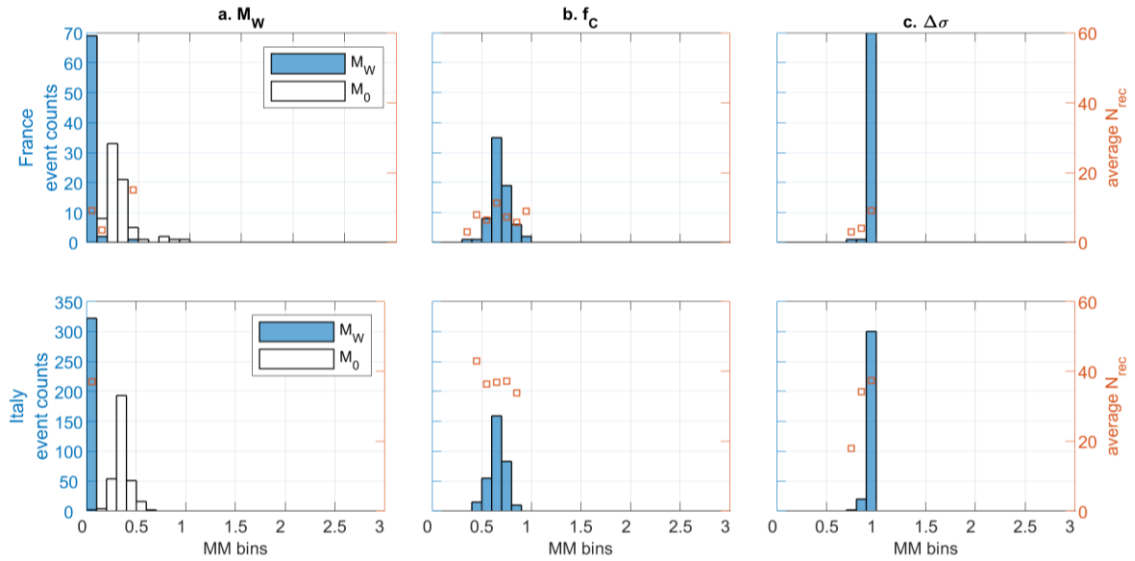 a. M_W
b. f_C
c. Δσ
70
60
50
40
30
20
10
0
France
event counts
M_W
M_0
60
40
20
0
average N_rec
350
300
250
200
150
100
50
0
Italy
event counts
M_W
M_0
60
40
20
0
average N_rec
0 0.5 1 1.5 2 2.5 3
0 0.5 1 1.5 2 2.5 3
0 0.5 1 1.5 2 2.5 3
MM bins
MM bins
MM bins